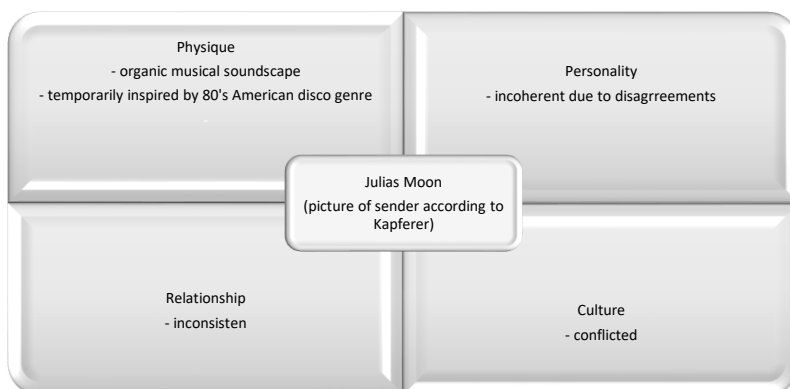 Physique
- organic musical soundscape
- temporarily inspired by 80's American disco genre
-
Personality
- incoherent due to disagrreements
Julias Moon
(picture of sender according to
Kapferer)
Relationship
- inconsisten
Culture
- conflicted